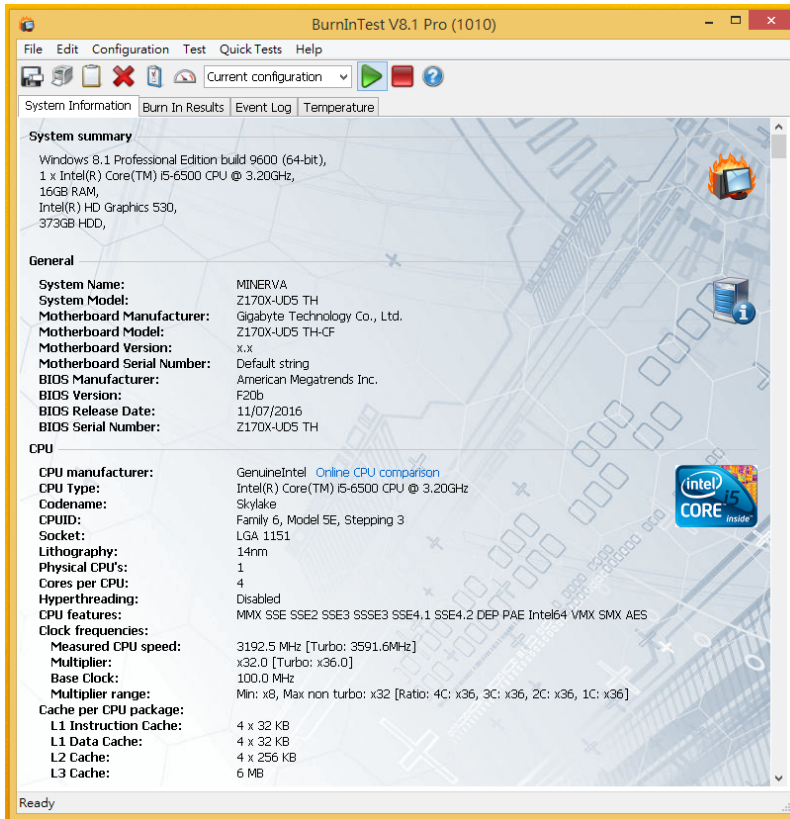 BurnInTest V8.1 Pro (1010)
File Edit Configuration Test Quick Tests Help
Current configuration
System Information Burn In Results Event Log Temperature
System summary
Windows 8.1 Professional Edition build 9600 (64-bit),
1 x Intel(R) Core(TM) i5-6500 CPU @ 3.20GHz,
16GB RAM,
Intel(R) HD Graphics 530,
373GB HDD,
General
System Name: MINERVA
System Model: Z170X-UD5 TH
Motherboard Manufacturer: Gigabyte Technology Co., Ltd.
Motherboard Model: Z170X-UD5 TH-CF
Motherboard Version: x.x
Motherboard Serial Number: Default string
BIOS Manufacturer: American Megatrends Inc.
BIOS Version: F20b
BIOS Release Date: 11/07/2016
BIOS Serial Number: Z170X-UD5 TH
CPU
CPU manufacturer: GenuineIntel Online CPU comparison
CPU Type: Intel(R) Core(TM) i5-6500 CPU @ 3.20GHz
Codename: Skylake
CPUID: Family 6, Model 5E, Stepping 3
Socket: LGA 1151
Lithography: 14nm
Physical CPU's: 1
Cores per CPU: 4
Hyperthreading: Disabled
CPU features: MMX SSE SSE2 SSE3 SSSE3 SSE4.1 SSE4.2 DEP PAE Intel64 VMX SMX AES
Clock frequencies:
Measured CPU speed: 3192.5 MHz [Turbo: 3591.6MHz]
Multiplier: x32.0 [Turbo: x36.0]
Base Clock: 100.0 MHz
Multiplier range: Min: x8, Max non turbo: x32 [Ratio: 4C: x36, 3C: x36, 2C: x36, 1C: x36]
Cache per CPU package:
L1 Instruction Cache: 4 x 32 KB
L1 Data Cache: 4 x 32 KB
L2 Cache: 4 x 256 KB
L3 Cache: 6 MB
intel
CORE i5
inside
Ready